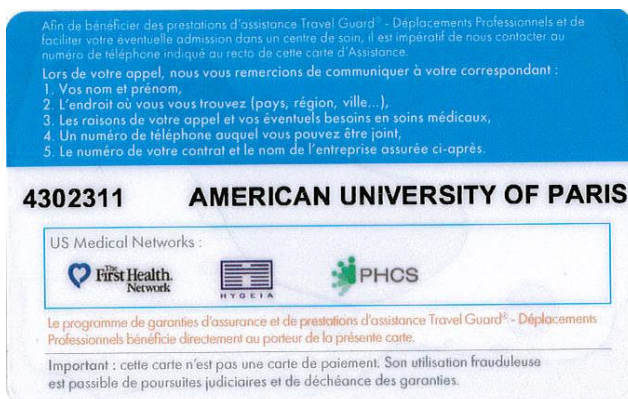 Afin de bénéficier des prestations d'assistance Travel Guard® - Déplacements Professionnels et de
faciliter votre éventuelle admission dans un centre de soin, il est impératif de nous contacter au
numéro de téléphone indiqué au recto de cette carte d'Assistance.
Lors de votre appel, nous vous remercions de communiquer à votre correspondant :
1. Vos nom et prénom,
2. L'endroit où vous vous trouvez (pays, région, ville...),
3. Les raisons de votre appel et vos éventuels besoins en soins médicaux,
4. Un numéro de téléphone auquel vous pouvez être joint,
5. Le numéro de votre contrat et le nom de l'entreprise assurée ci-après.
4302311 AMERICAN UNIVERSITY OF PARIS
US Medical Networks :
The First Health. Network
HYGEIA
PHCS
Le programme de garanties d'assurance et de prestations d'assistance Travel Guard® - Déplacements
Professionnels bénéficie directement au porteur de la présente carte.
Important : cette carte n'est pas une carte de paiement. Son utilisation frauduleuse
est passible de poursuites judiciaires et de déchéance des garanties.